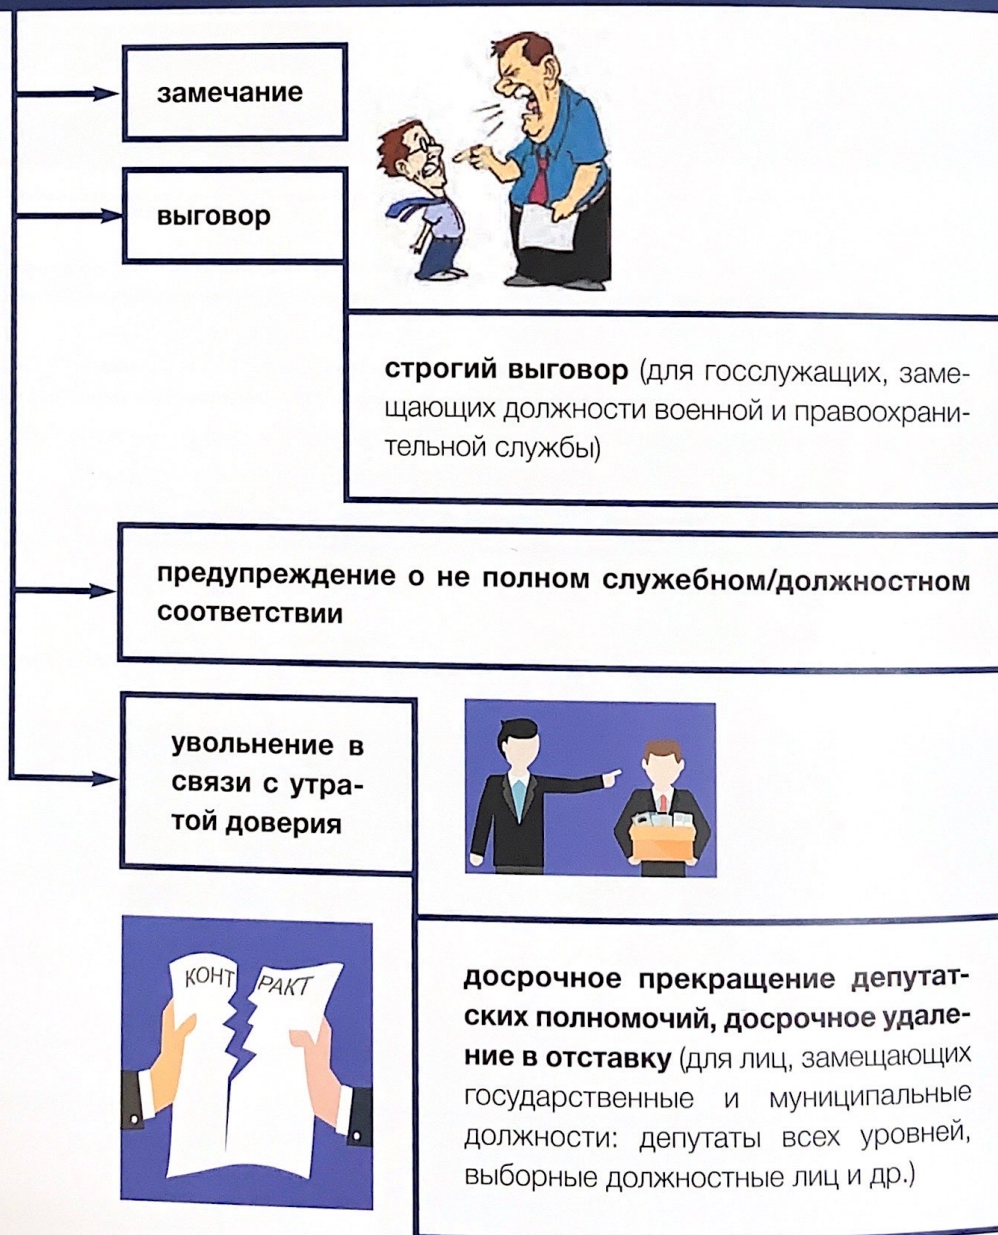 замечание
выговор
строгий выговор (для госслужащих, заме-
щающих должности военной и правоохрани-
тельной службы)
предупреждение о не полном служебном/должностном
соответствии
увольнение в
связи с утра-
той доверия
КОНТ РАКТ
досрочное прекращение депутат-
ских полномочий, досрочное удале-
ние в отставку (для лиц, замещающих
государственные и муниципальные
должности: депутаты всех уровней,
выборные должностные лиц и др.)